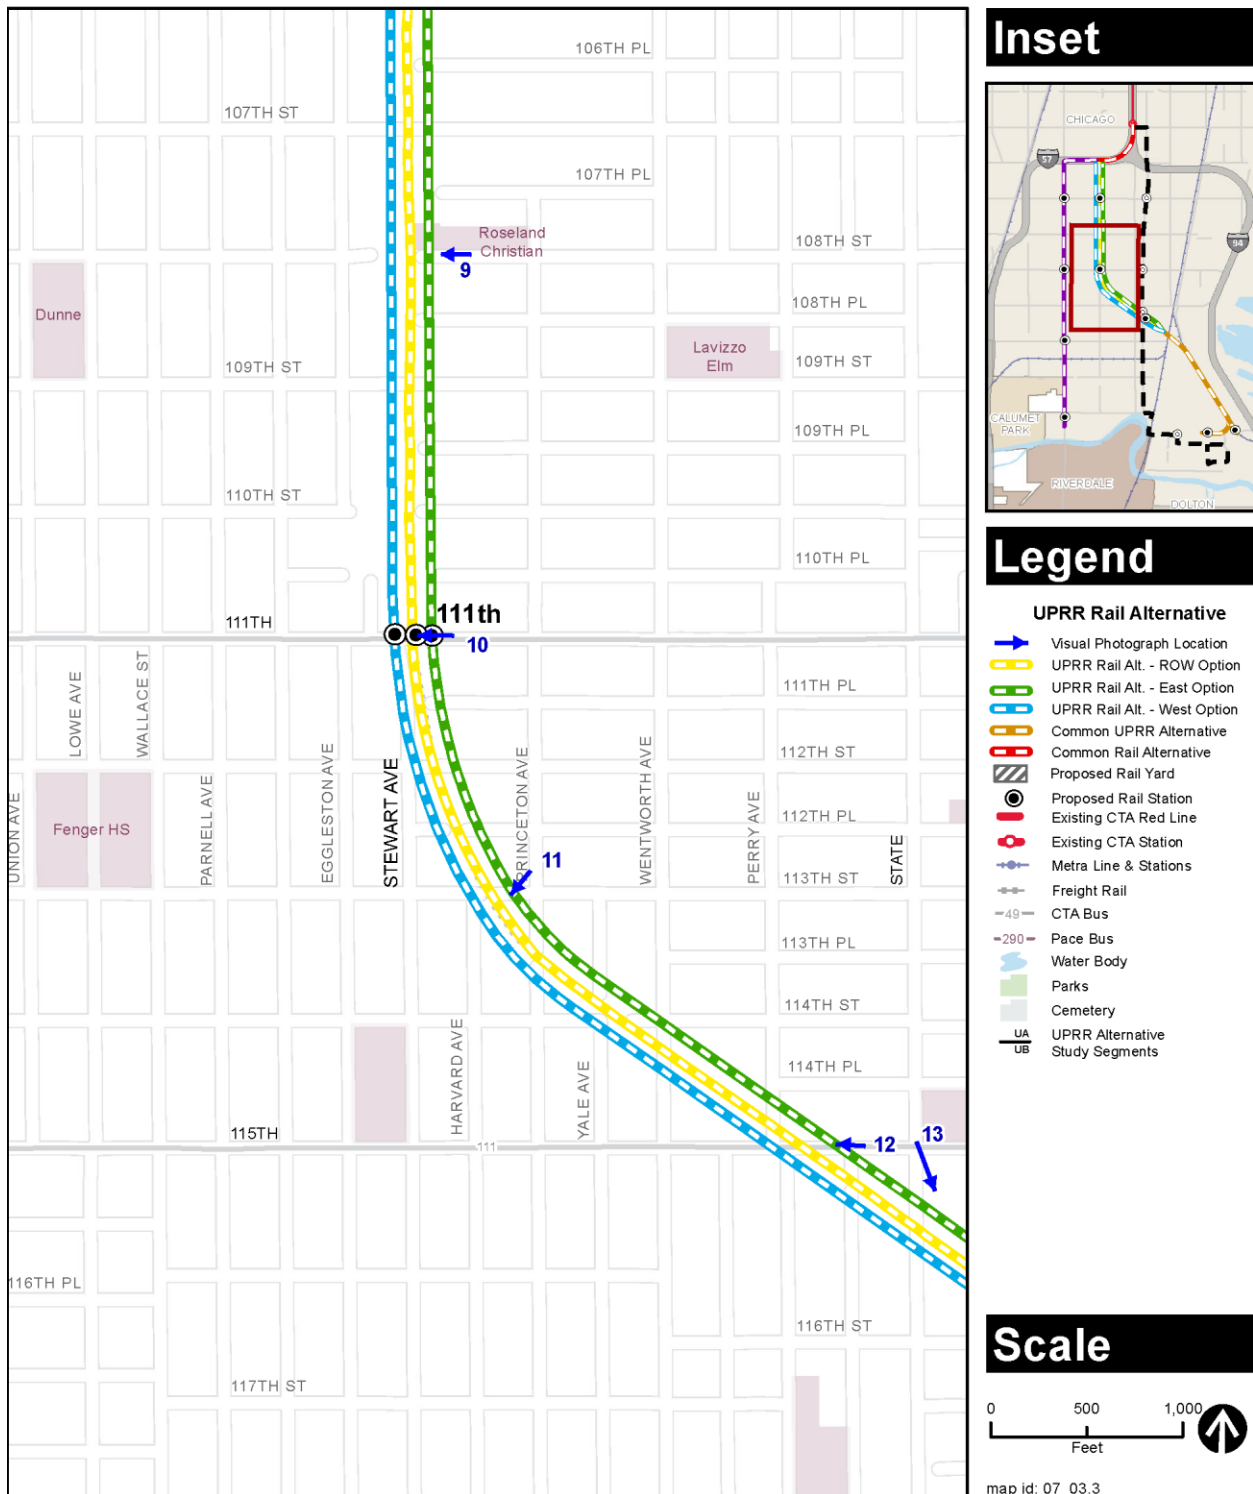 106TH PL
107TH ST
107TH PL
Roseland
Christian
108TH ST
9
108TH PL
Dunne
Lavizzo
Elm
109TH ST
109TH ST
109TH PL
110TH ST
110TH PL
111th
111TH
10
111TH PL
LOWE AVE
WALLACE ST
112TH ST
UNION AVE
PARNELL AVE
EGGLESTON AVE
STEWART AVE
PRINCETON AVE
WENTWORTH AVE
PERRY AVE
STATE
112TH PL
Fenger HS
11
113TH ST
113TH PL
114TH ST
HARVARD AVE
YALE AVE
114TH PL
115TH
111
12
13
116TH PL
116TH ST
117TH ST
Inset
CHICAGO
57
94
CALUMET
PARK
RIVERDALE
DOLTON
Legend
UPRR Rail Alternative
Visual Photograph Location
UPRR Rail Alt. - ROW Option
UPRR Rail Alt. - East Option
UPRR Rail Alt. - West Option
Common UPRR Alternative
Common Rail Alternative
Proposed Rail Yard
Proposed Rail Station
Existing CTA Red Line
Existing CTA Station
Metra Line & Stations
Freight Rail
49 CTA Bus
290 Pace Bus
Water Body
Parks
Cemetery
UA UPRR Alternative
UB Study Segments
Scale
0 500 1,000
Feet
map id: 07_03.3